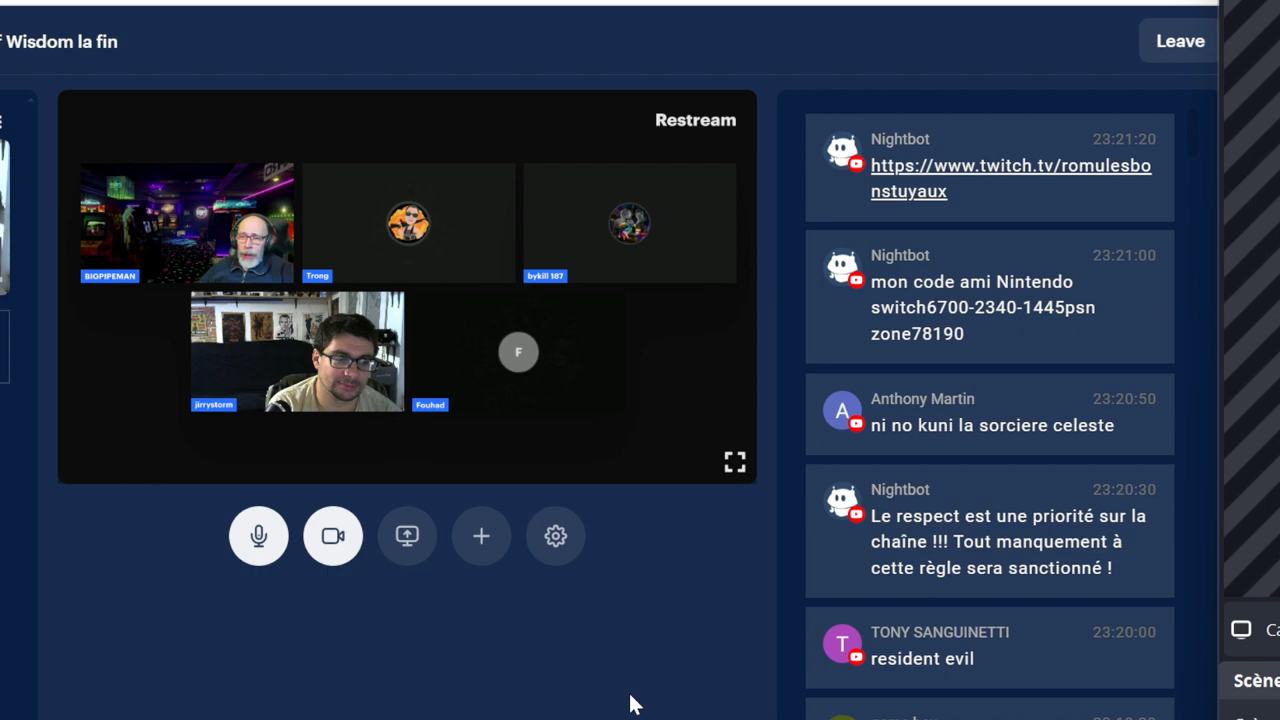 f Wisdom la fin
Leave
Restream
BIGPIPEMAN
Trong
bykill 187
jirrystorm
F
Fouhad
Nightbot 23:21:20
https://www.twitch.tv/romulesbo
nstuyaux
Nightbot 23:21:00
mon code ami Nintendo
switch6700-2340-1445psn
zone78190
A
Anthony Martin 23:20:50
ni no kuni la sorciere celeste
Nightbot 23:20:30
Le respect est une priorité sur la
chaîne !!! Tout manquement à
cette règle sera sanctionné !
T
TONY SANGUINETTI 23:20:00
resident evil
Ca
Scène